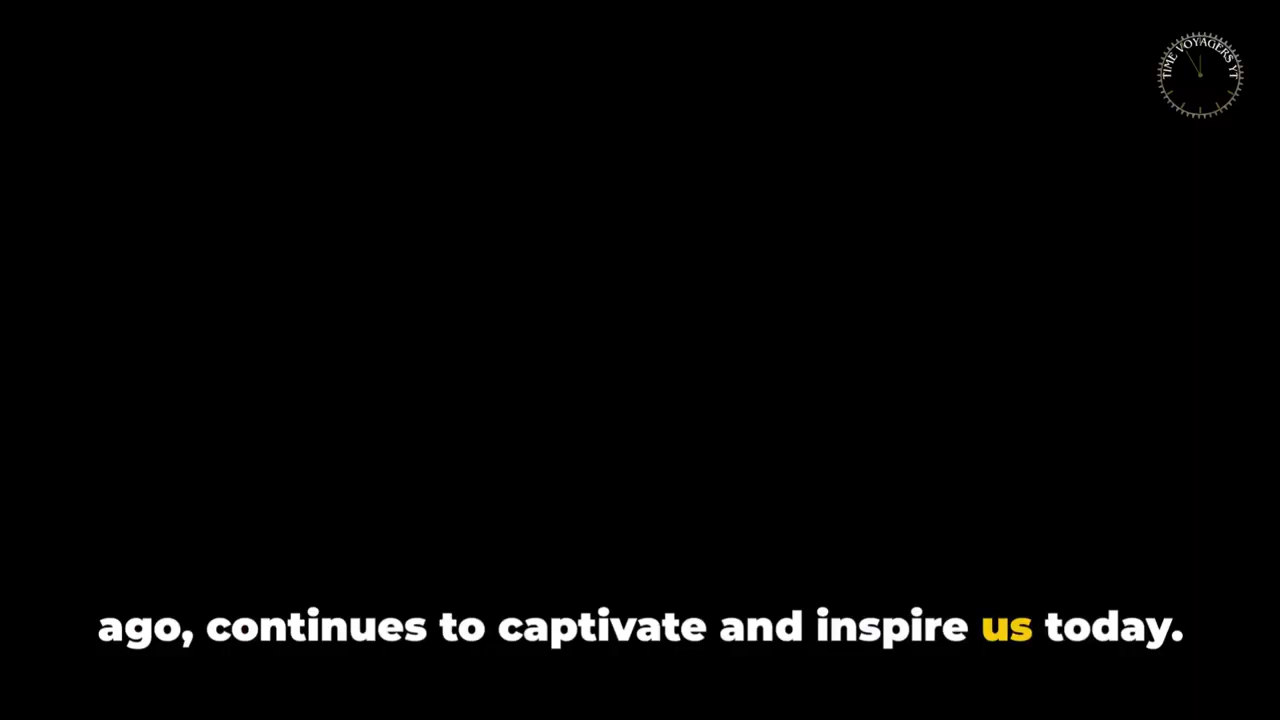 TIME VOYAGERS YT
ago, continues to captivate and inspire us today.